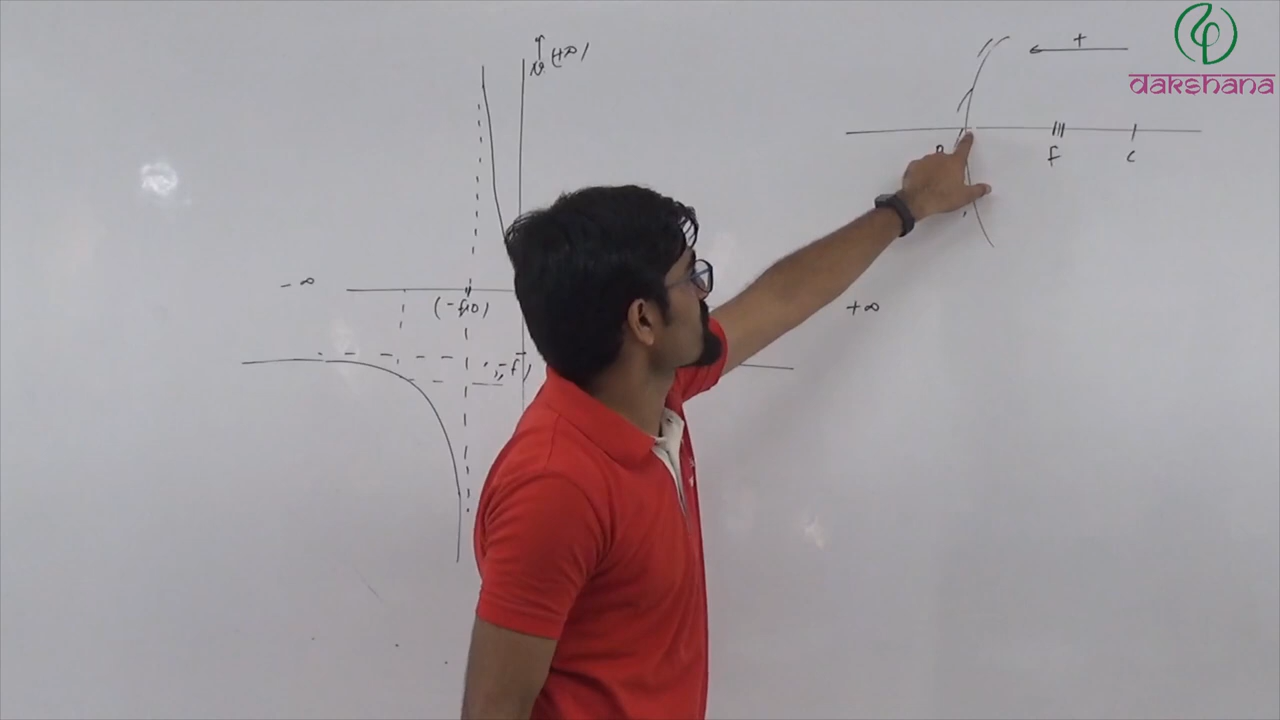 v (+∞)
+
dakshana
P
F
C
- ∞
(-f,0)
+∞
-f)